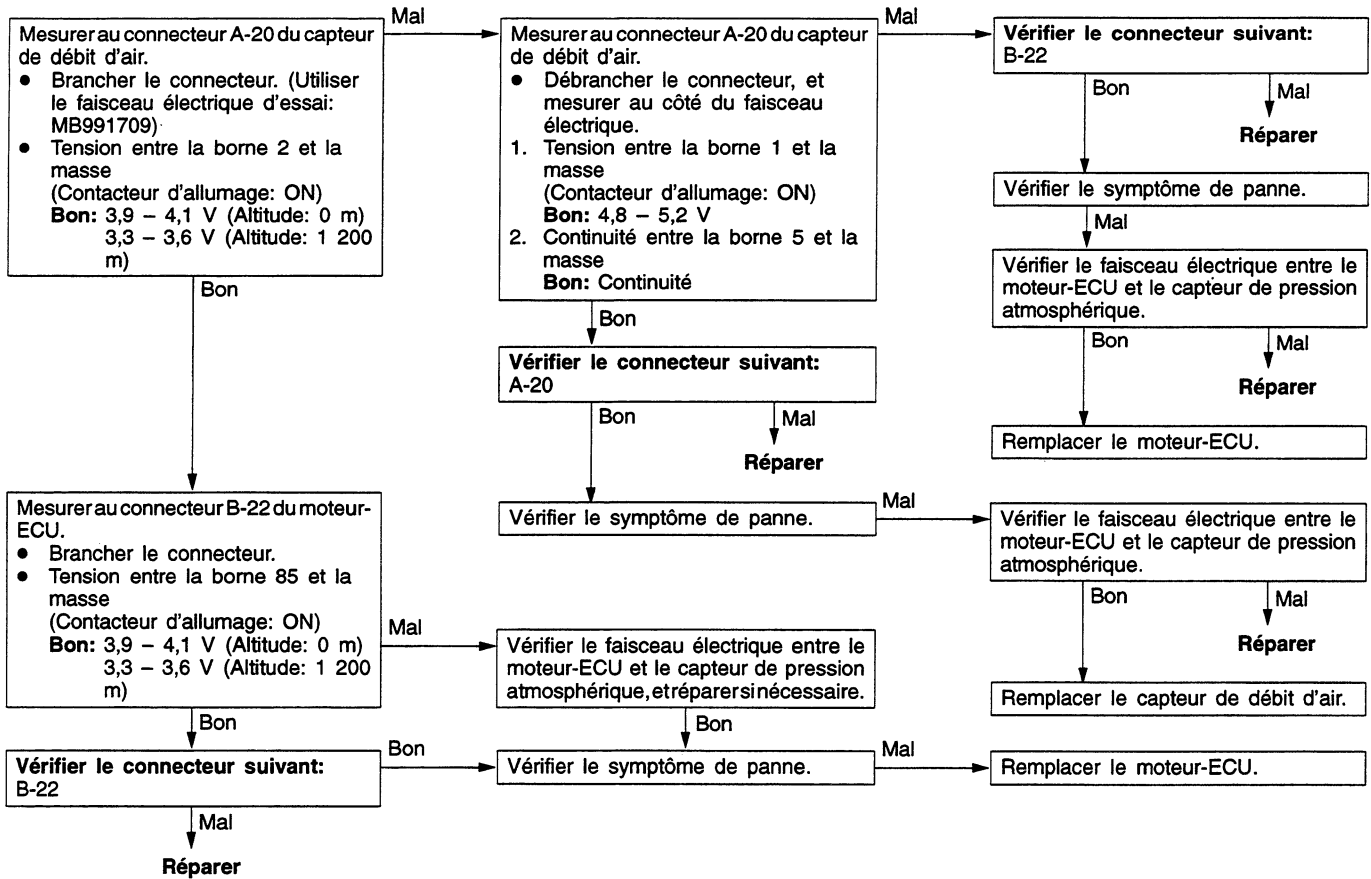 Mesurer au connecteur A-20 du capteur
de débit d'air.
● Brancher le connecteur. (Utiliser
le faisceau électrique d'essai:
MB991709)
● Tension entre la borne 2 et la
masse
(Contacteur d'allumage: ON)
Bon: 3,9 – 4,1 V (Altitude: 0 m)
3,3 – 3,6 V (Altitude: 1 200
m)
Mal
Bon
Mesurer au connecteur A-20 du capteur
de débit d'air.
● Débrancher le connecteur, et
mesurer au côté du faisceau
électrique.
1. Tension entre la borne 1 et la
masse
(Contacteur d'allumage: ON)
Bon: 4,8 – 5,2 V
2. Continuité entre la borne 5 et la
masse
Bon: Continuité
Mal
Bon
Vérifier le connecteur suivant:
B-22
Bon
Mal
Réparer
Vérifier le symptôme de panne.
Mal
Vérifier le faisceau électrique entre le
moteur-ECU et le capteur de pression
atmosphérique.
Bon
Mal
Réparer
Remplacer le moteur-ECU.
Vérifier le connecteur suivant:
A-20
Bon
Mal
Réparer
Vérifier le symptôme de panne.
Mal
Vérifier le faisceau électrique entre le
moteur-ECU et le capteur de pression
atmosphérique.
Bon
Mal
Réparer
Remplacer le capteur de débit d'air.
Mesurer au connecteur B-22 du moteur-
ECU.
● Brancher le connecteur.
● Tension entre la borne 85 et la
masse
(Contacteur d'allumage: ON)
Bon: 3,9 – 4,1 V (Altitude: 0 m)
3,3 – 3,6 V (Altitude: 1 200
m)
Mal
Bon
Vérifier le faisceau électrique entre le
moteur-ECU et le capteur de pression
atmosphérique, et réparer si nécessaire.
Bon
Vérifier le connecteur suivant:
B-22
Bon
Mal
Réparer
Vérifier le symptôme de panne.
Mal
Remplacer le moteur-ECU.